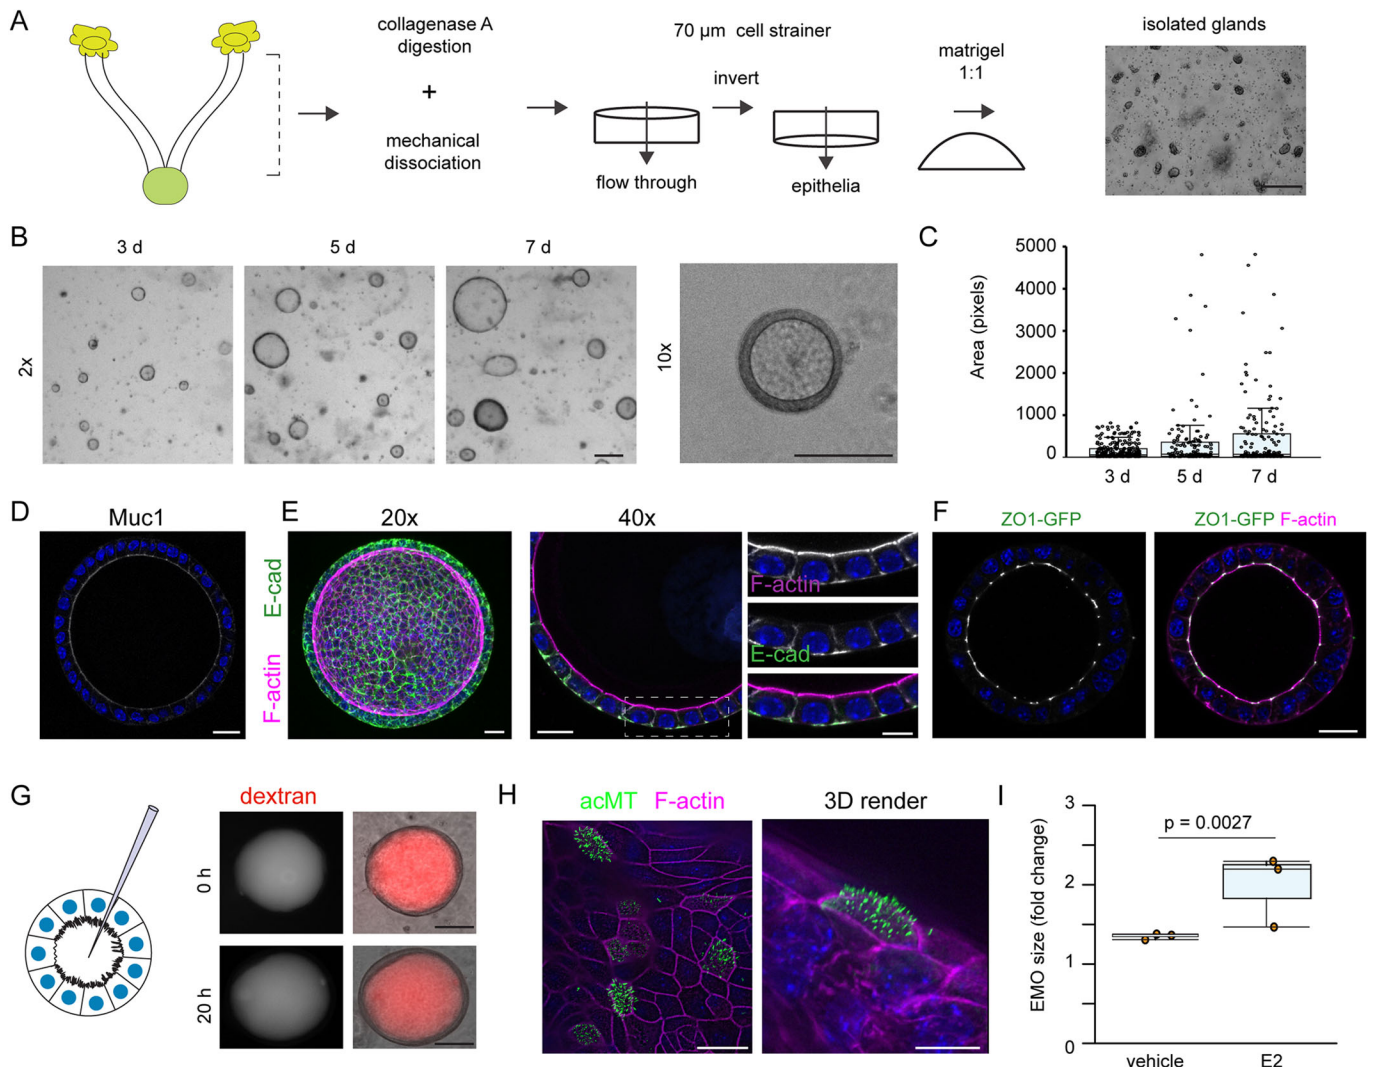 A
collagenase A
digestion
+
mechanical
dissociation
70 µm cell strainer
invert
flow through
epithelia
matrigel
1:1
isolated glands
B
3 d
5 d
7 d
2x
10x
C
Area (pixels)
5000
4000
3000
2000
1000
0
3 d
5 d
7 d
D
Muc1
E
20x
40x
F-actin E-cad
F-actin
E-cad
F
ZO1-GFP
ZO1-GFP F-actin
G
dextran
0 h
20 h
H
acMT F-actin
3D render
I
EMO size (fold change)
3
2
1
0
p = 0.0027
vehicle
E2